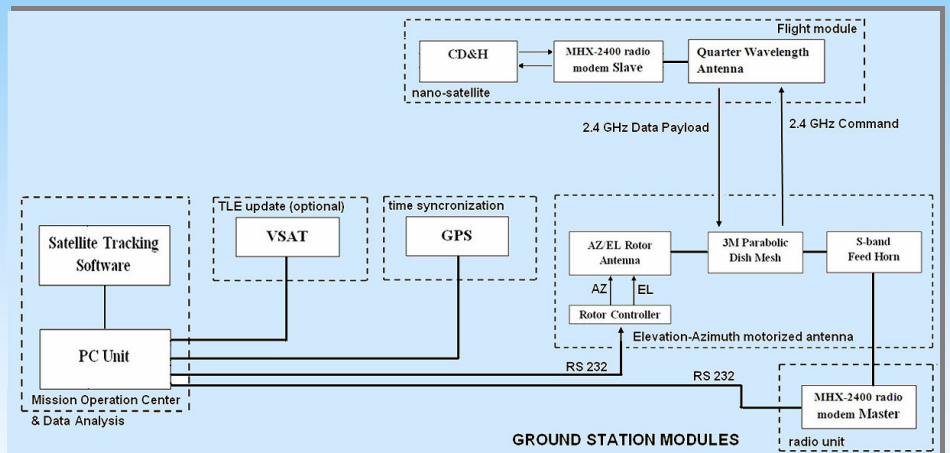 Flight module
CD&H
MHX-2400 radio
modem Slave
Quarter Wavelength
Antenna
nano-satellite
2.4 GHz Data Payload
2.4 GHz Command
TLE update (optional)
VSAT
time syncronization
GPS
Satellite Tracking
Software
PC Unit
Mission Operation Center
& Data Analysis
AZ/EL Rotor
Antenna
3M Parabolic
Dish Mesh
S-band
Feed Horn
AZ
EL
Rotor Controller
Elevation-Azimuth motorized antenna
RS 232
RS 232
MHX-2400 radio
modem Master
radio unit
GROUND STATION MODULES